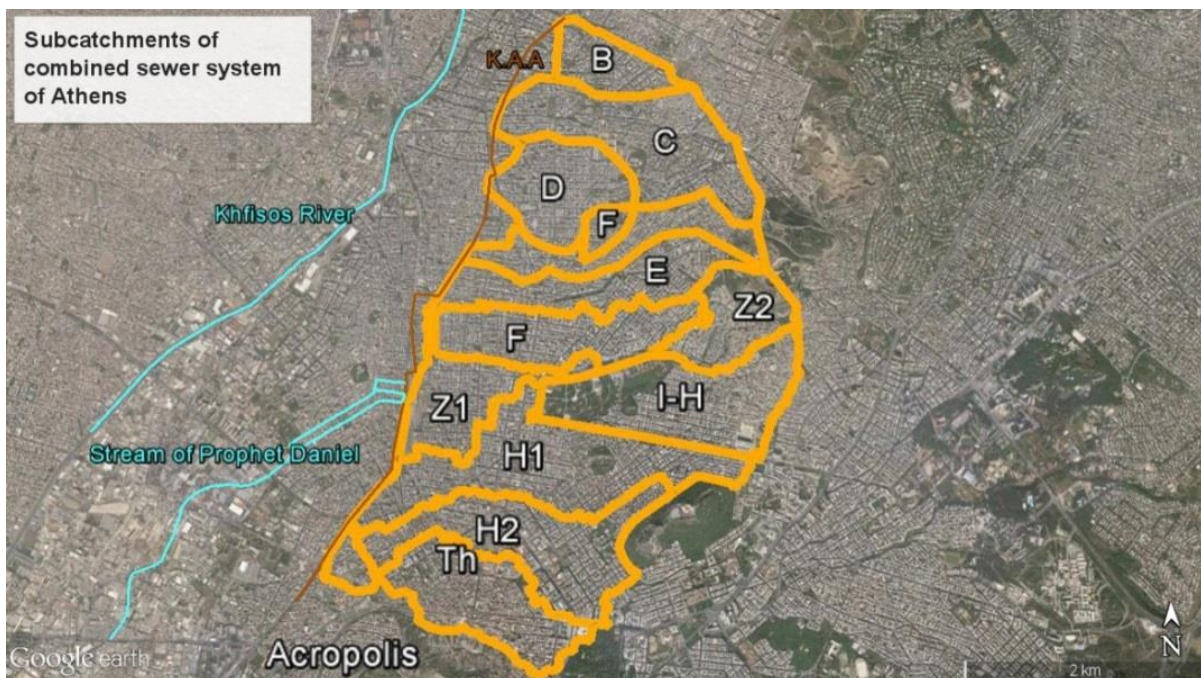 Subcatchments of
combined sewer system
of Athens
K.A.A
B
C
D
Khfisos River
F
E
Z2
F
I-H
Z1
Stream of Prophet Daniel
H1
H2
Th
Acropolis
N
Google earth
2 km